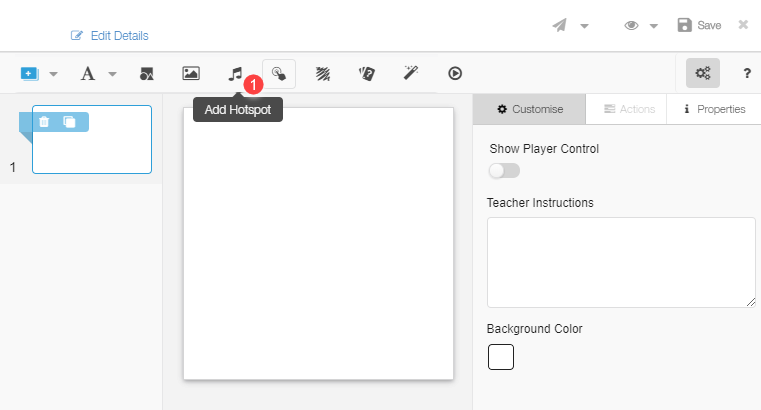 Edit Details
Save
A
?
1
Add Hotspot
Customise
Actions
Properties
Show Player Control
1
Teacher Instructions
Background Color